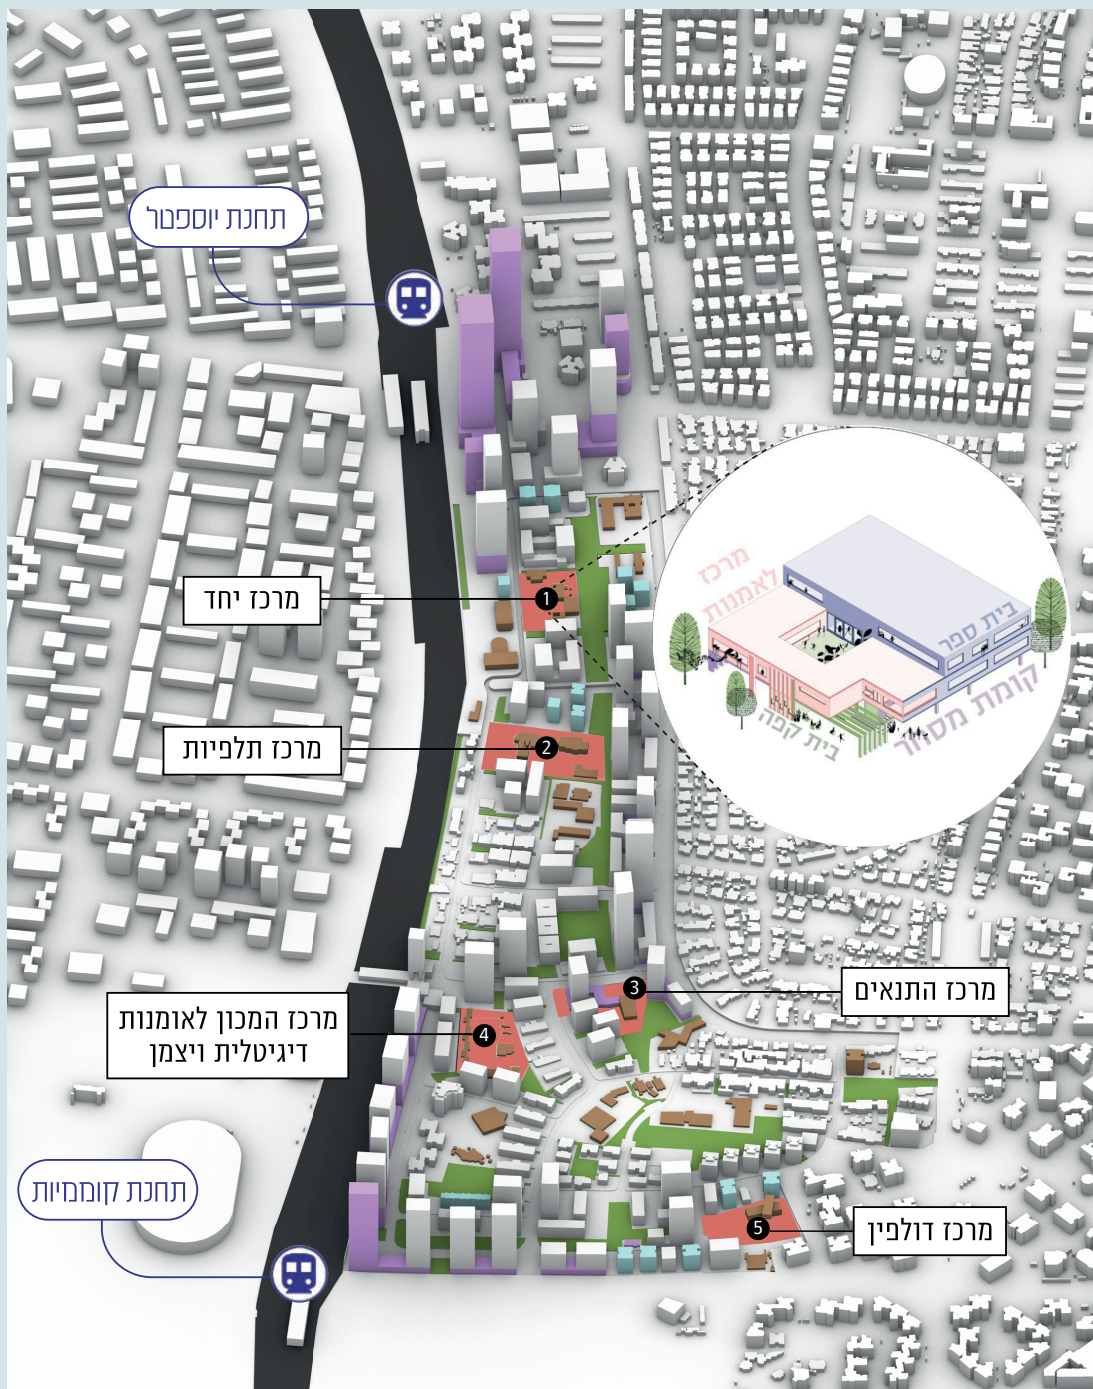 תחנת יוספטל
מרכז יחד
1
מרכז לאמנות
בית ספר
קומת מסחר
בית קפה
מרכז תלפיות
2
מרכז התנאים
3
מרכז המכון לאומנות
דיגיטלית ויצמן
4
תחנת קוממיות
מרכז דולפין
5